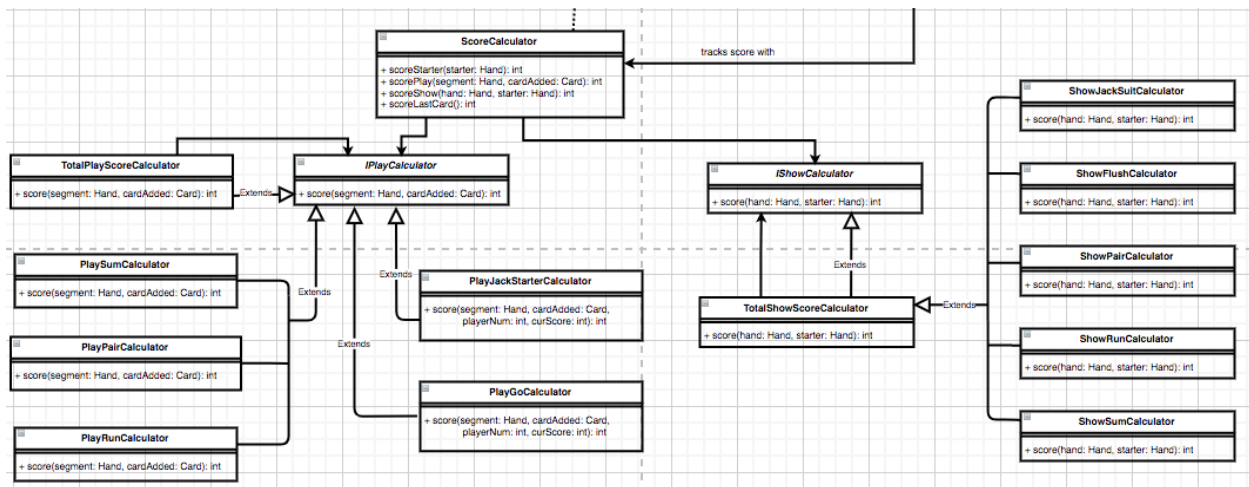 ScoreCalculator
+ scoreStarter(starter: Hand): int
+ scorePlay(segment: Hand, cardAdded: Card): int
+ scoreShow(hand: Hand, starter: Hand): int
+ scoreLastCard(): int
tracks score with
TotalPlayScoreCalculator
+ score(segment: Hand, cardAdded: Card): int
Extends
IPlayCalculator
+ score(segment: Hand, cardAdded: Card): int
IShowCalculator
+ score(hand: Hand, starter: Hand): int
ShowJackSuitCalculator
+ score(hand: Hand, starter: Hand): int
ShowFlushCalculator
+ score(hand: Hand, starter: Hand): int
PlaySumCalculator
+ score(segment: Hand, cardAdded: Card): int
Extends
Extends
Extends
PlayJackStarterCalculator
+ score(segment: Hand, cardAdded: Card,
playerNum: int, curScore: int): int
Extends
TotalShowScoreCalculator
+ score(hand: Hand, starter: Hand): int
Extends
ShowPairCalculator
+ score(hand: Hand, starter: Hand): int
PlayPairCalculator
+ score(segment: Hand, cardAdded: Card): int
PlayGoCalculator
+ score(segment: Hand, cardAdded: Card,
playerNum: int, curScore: int): int
ShowRunCalculator
+ score(hand: Hand, starter: Hand): int
PlayRunCalculator
+ score(segment: Hand, cardAdded: Card): int
ShowSumCalculator
+ score(hand: Hand, starter: Hand): int